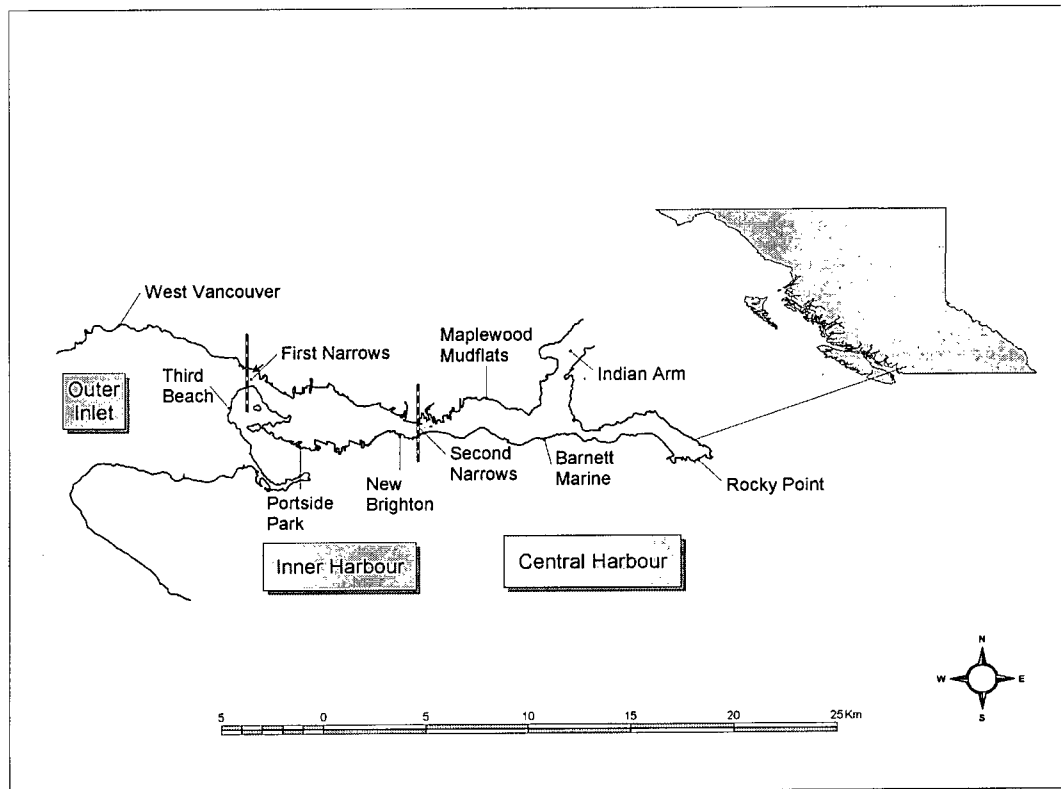 West Vancouver
First Narrows
Maplewood
Mudflats
Third
Beach
Indian Arm
Outer
Inlet
Second
Narrows
New
Brighton
Barnett
Marine
Rocky Point
Portside
Park
Inner Harbour
Central Harbour
N
W
E
S
5 0 5 10 15 20 25 Km